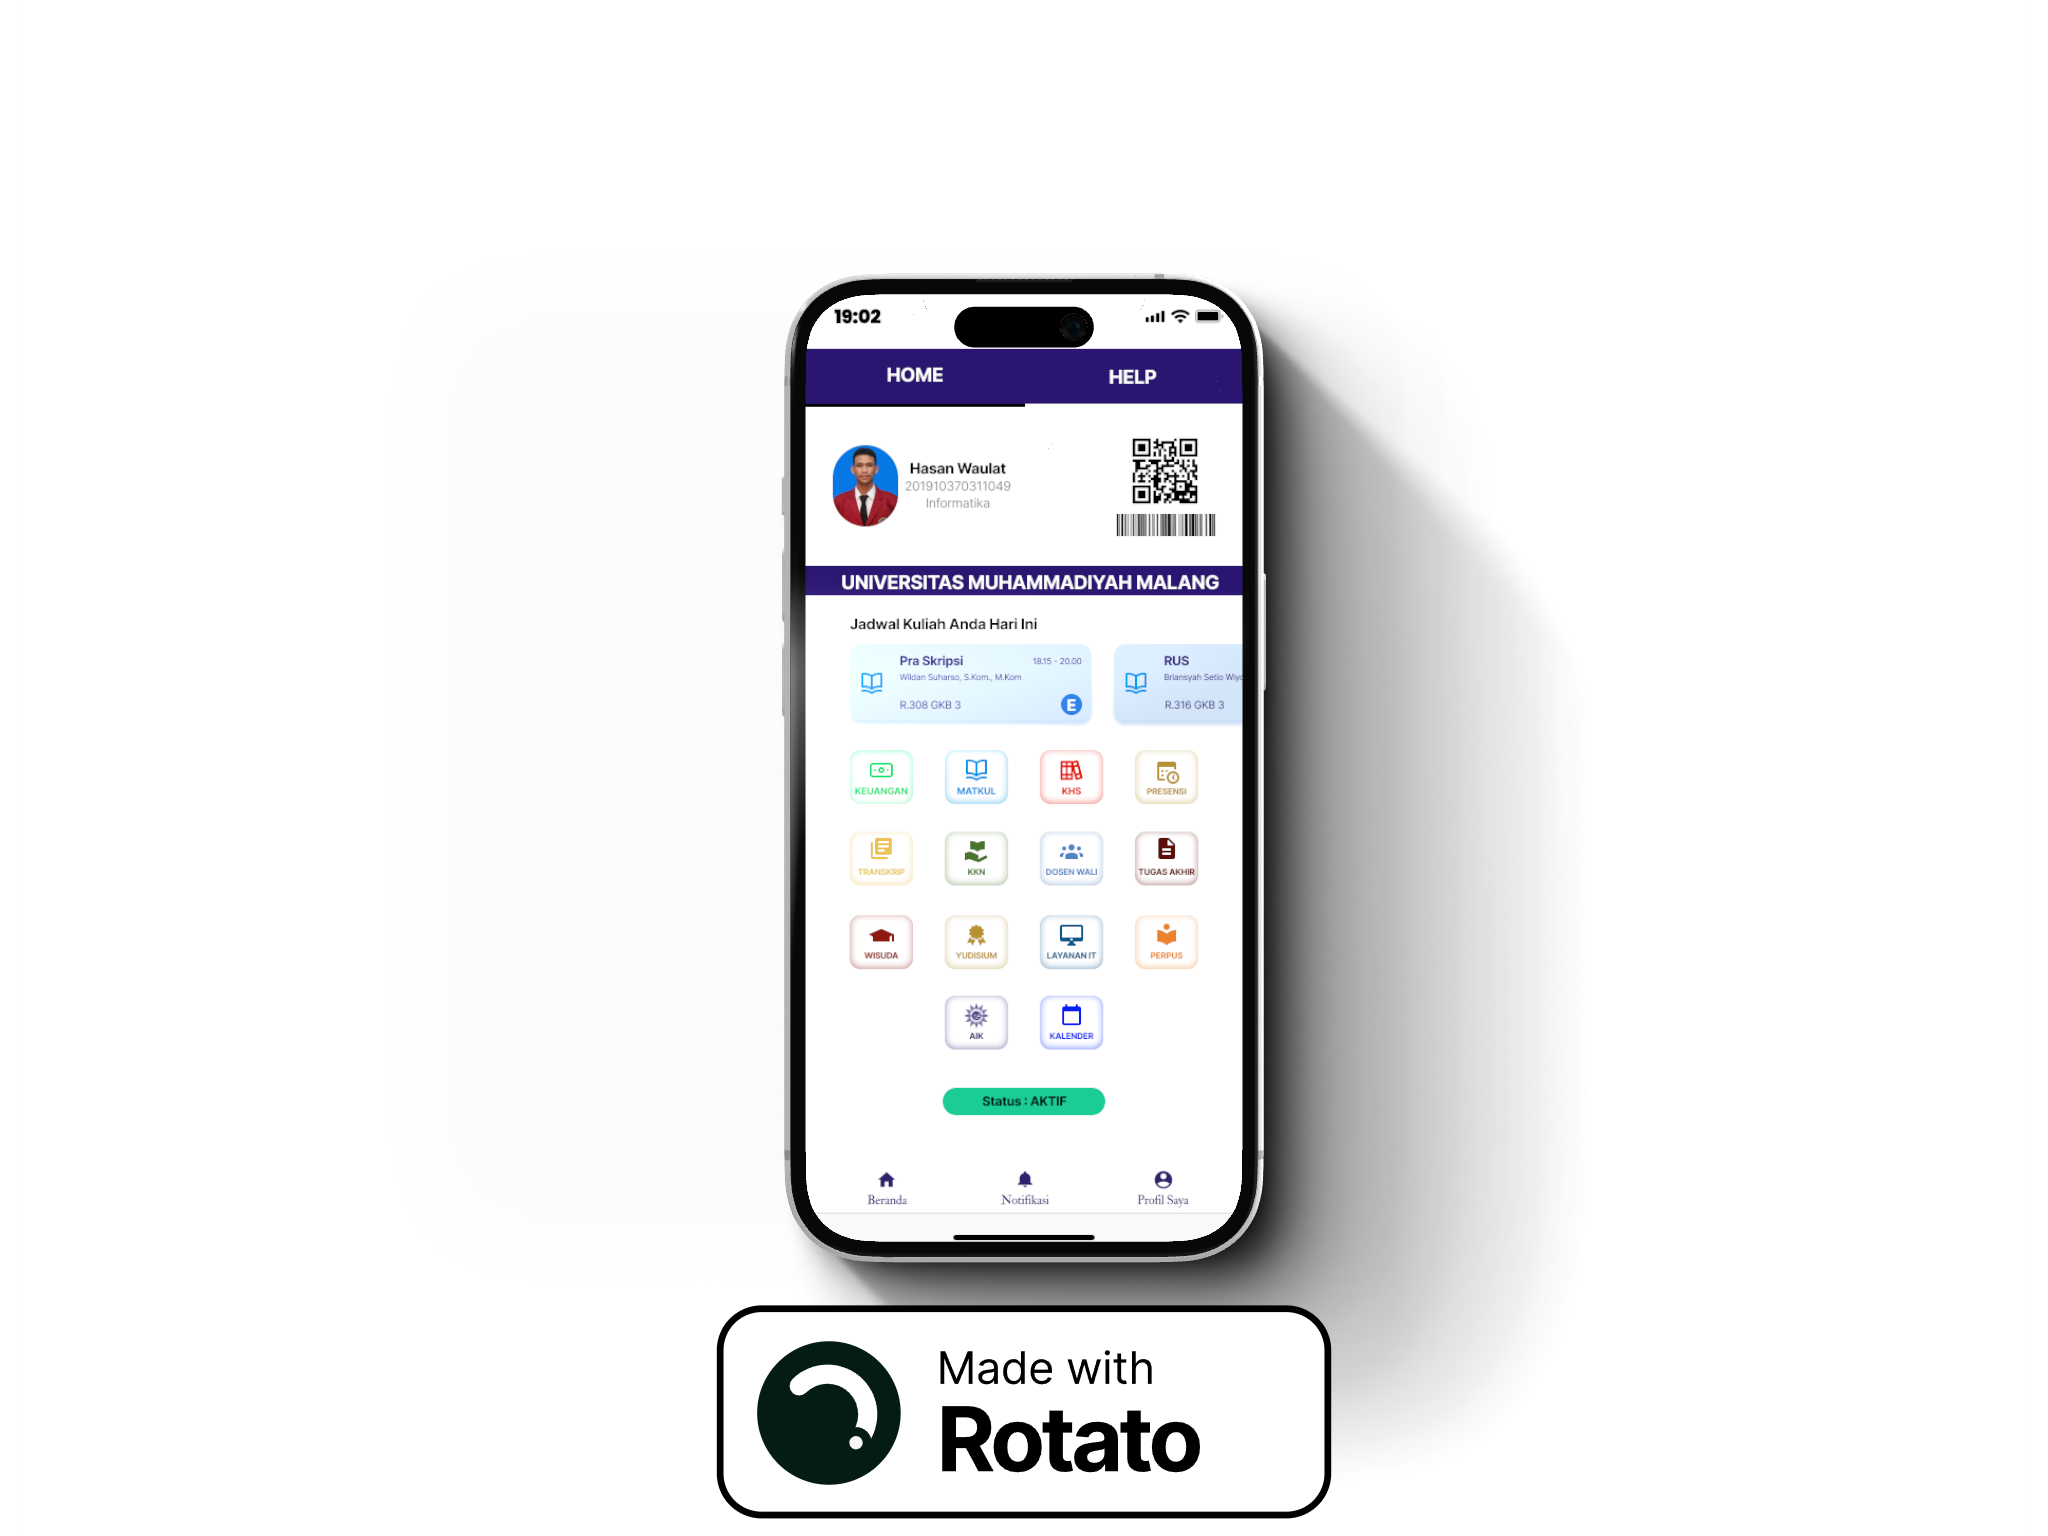 19:02
HOME
HELP
Hasan Waulat
201910370311049
Informatika
UNIVERSITAS MUHAMMADIYAH MALANG
Jadwal Kuliah Anda Hari Ini
Pra Skripsi
18.15 - 20.00
Wildan Suharso, S.Kom., M.Kom
R.308 GKB 3
E
RUS
Briansyah Setio
R.316 GKB 3
KEUANGAN
MATKUL
KHS
PRESENSI
TRANSKRIP
KKN
DOSEN WALI
TUGAS AKHIR
WISUDA
YUDISIUM
LAYANAN IT
PERPUS
AIK
KALENDER
Status : AKTIF
Beranda
Notifikasi
Profil Saya
Made with
Rotato